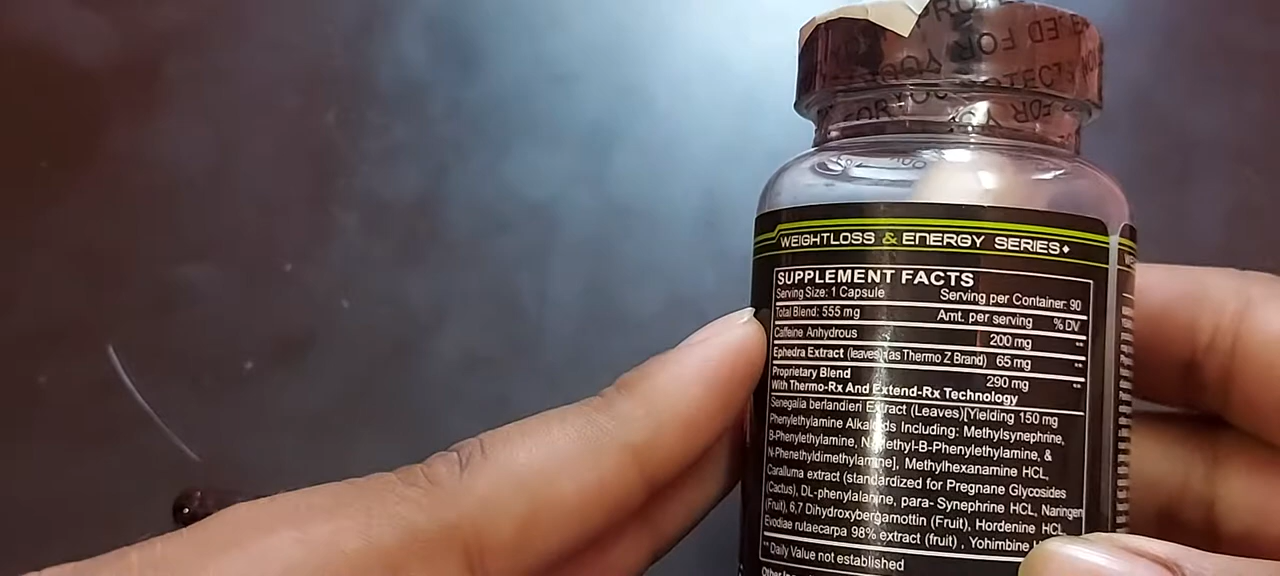 WEIGHTLOSS & ENERGY SERIES+
SUPPLEMENT FACTS
Serving Size: 1 Capsule Serving per Container: 90
Total Blend: 555 mg Amt. per serving % DV
Caffeine Anhydrous 200 mg **
Ephedra Extract (leaves) (as Thermo Z Brand) 65 mg **
Proprietary Blend 290 mg **
With Thermo-Rx And Extend-Rx Technology
Senegalia berlandieri Extract (Leaves)[Yielding 150 mg
Phenylethylamine Alkaloids Including: Methylsynephrine,
B-Phenylethylamine, N-Methyl-B-Phenylethylamine, &
N-Phenethyldimethylamine], Methylhexanamine HCL,
Caralluma extract (standardized for Pregnane Glycosides
(Cactus), DL-phenylalanine, para- Synephrine HCL, Naringen
(Fruit), 6,7 Dihydroxybergamottin (Fruit), Hordenine HCL,
Evodiae rutaecarpa 98% extract (fruit) , Yohimbine
** Daily Value not established